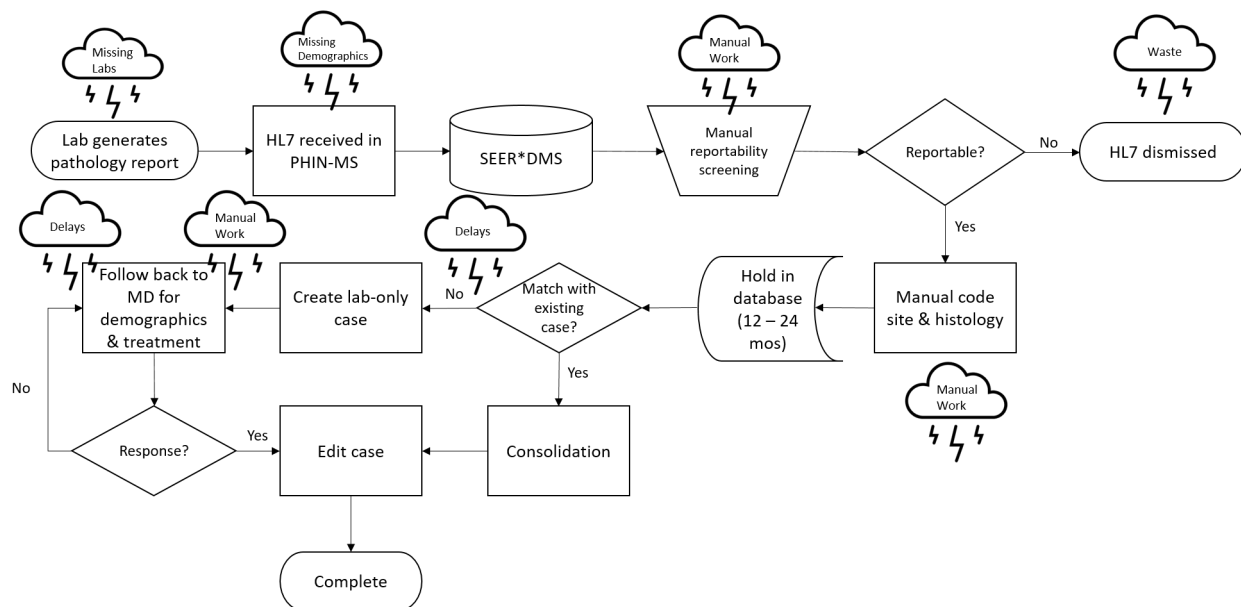 Missing
Labs
Missing
Demographics
Manual
Work
Waste
Lab generates
pathology report
HL7 received in
PHIN-MS
SEER*DMS
Manual
reportability
screening
Reportable?
No
HL7 dismissed
Yes
Delays
Manual
Work
Delays
Follow back to
MD for
demographics
& treatment
Create lab-only
case
No
Match with
existing
case?
Hold in
database
(12 – 24
mos)
Manual code
site & histology
Manual
Work
No
Yes
Response?
Yes
Edit case
Consolidation
Complete